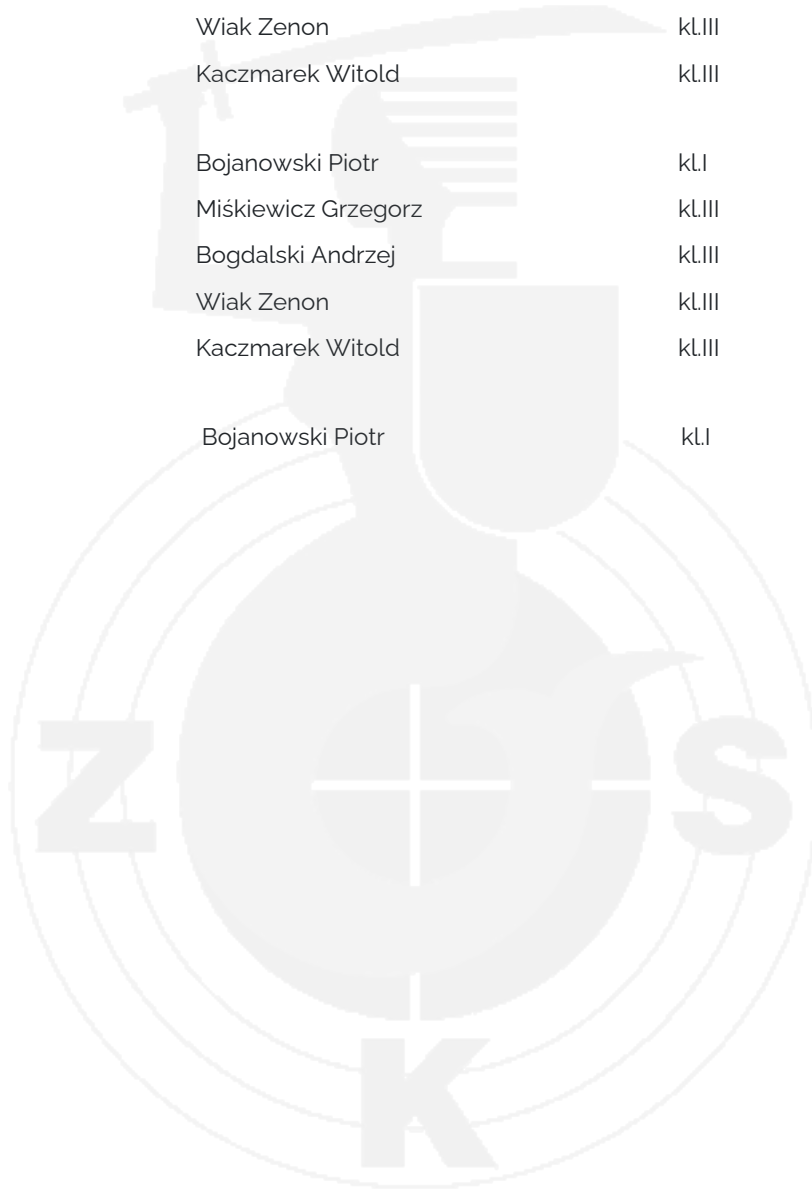 Wiak Zenon kl.III
Kaczmarek Witold kl.III
Bojanowski Piotr kl.I
Miśkiewicz Grzegorz kl.III
Bogdalski Andrzej kl.III
Wiak Zenon kl.III
Kaczmarek Witold kl.III
Bojanowski Piotr kl.I
Z S
K